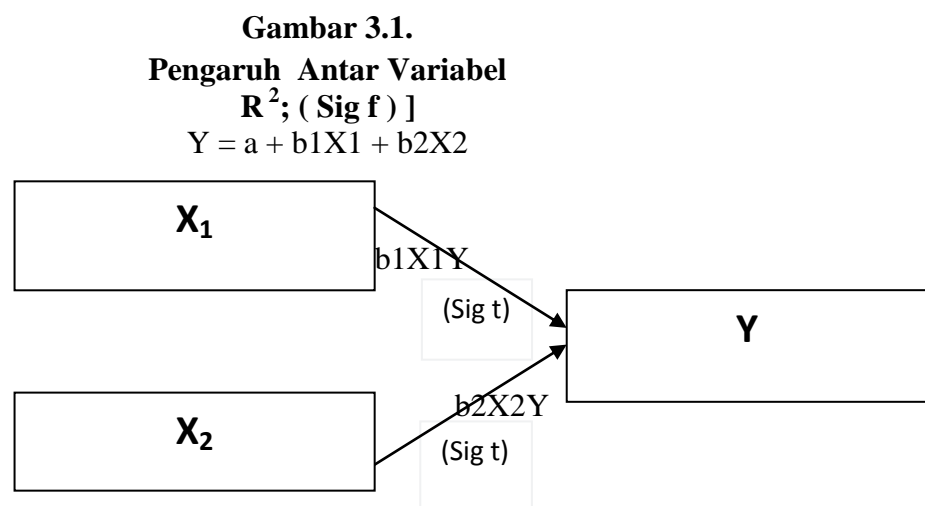 Gambar 3.1.
Pengaruh Antar Variabel
R²; ( Sig f ) ]
Y = a + b1X1 + b2X2
X₁
b1X1Y
(Sig t)
Y
b2X2Y
X₂
(Sig t)